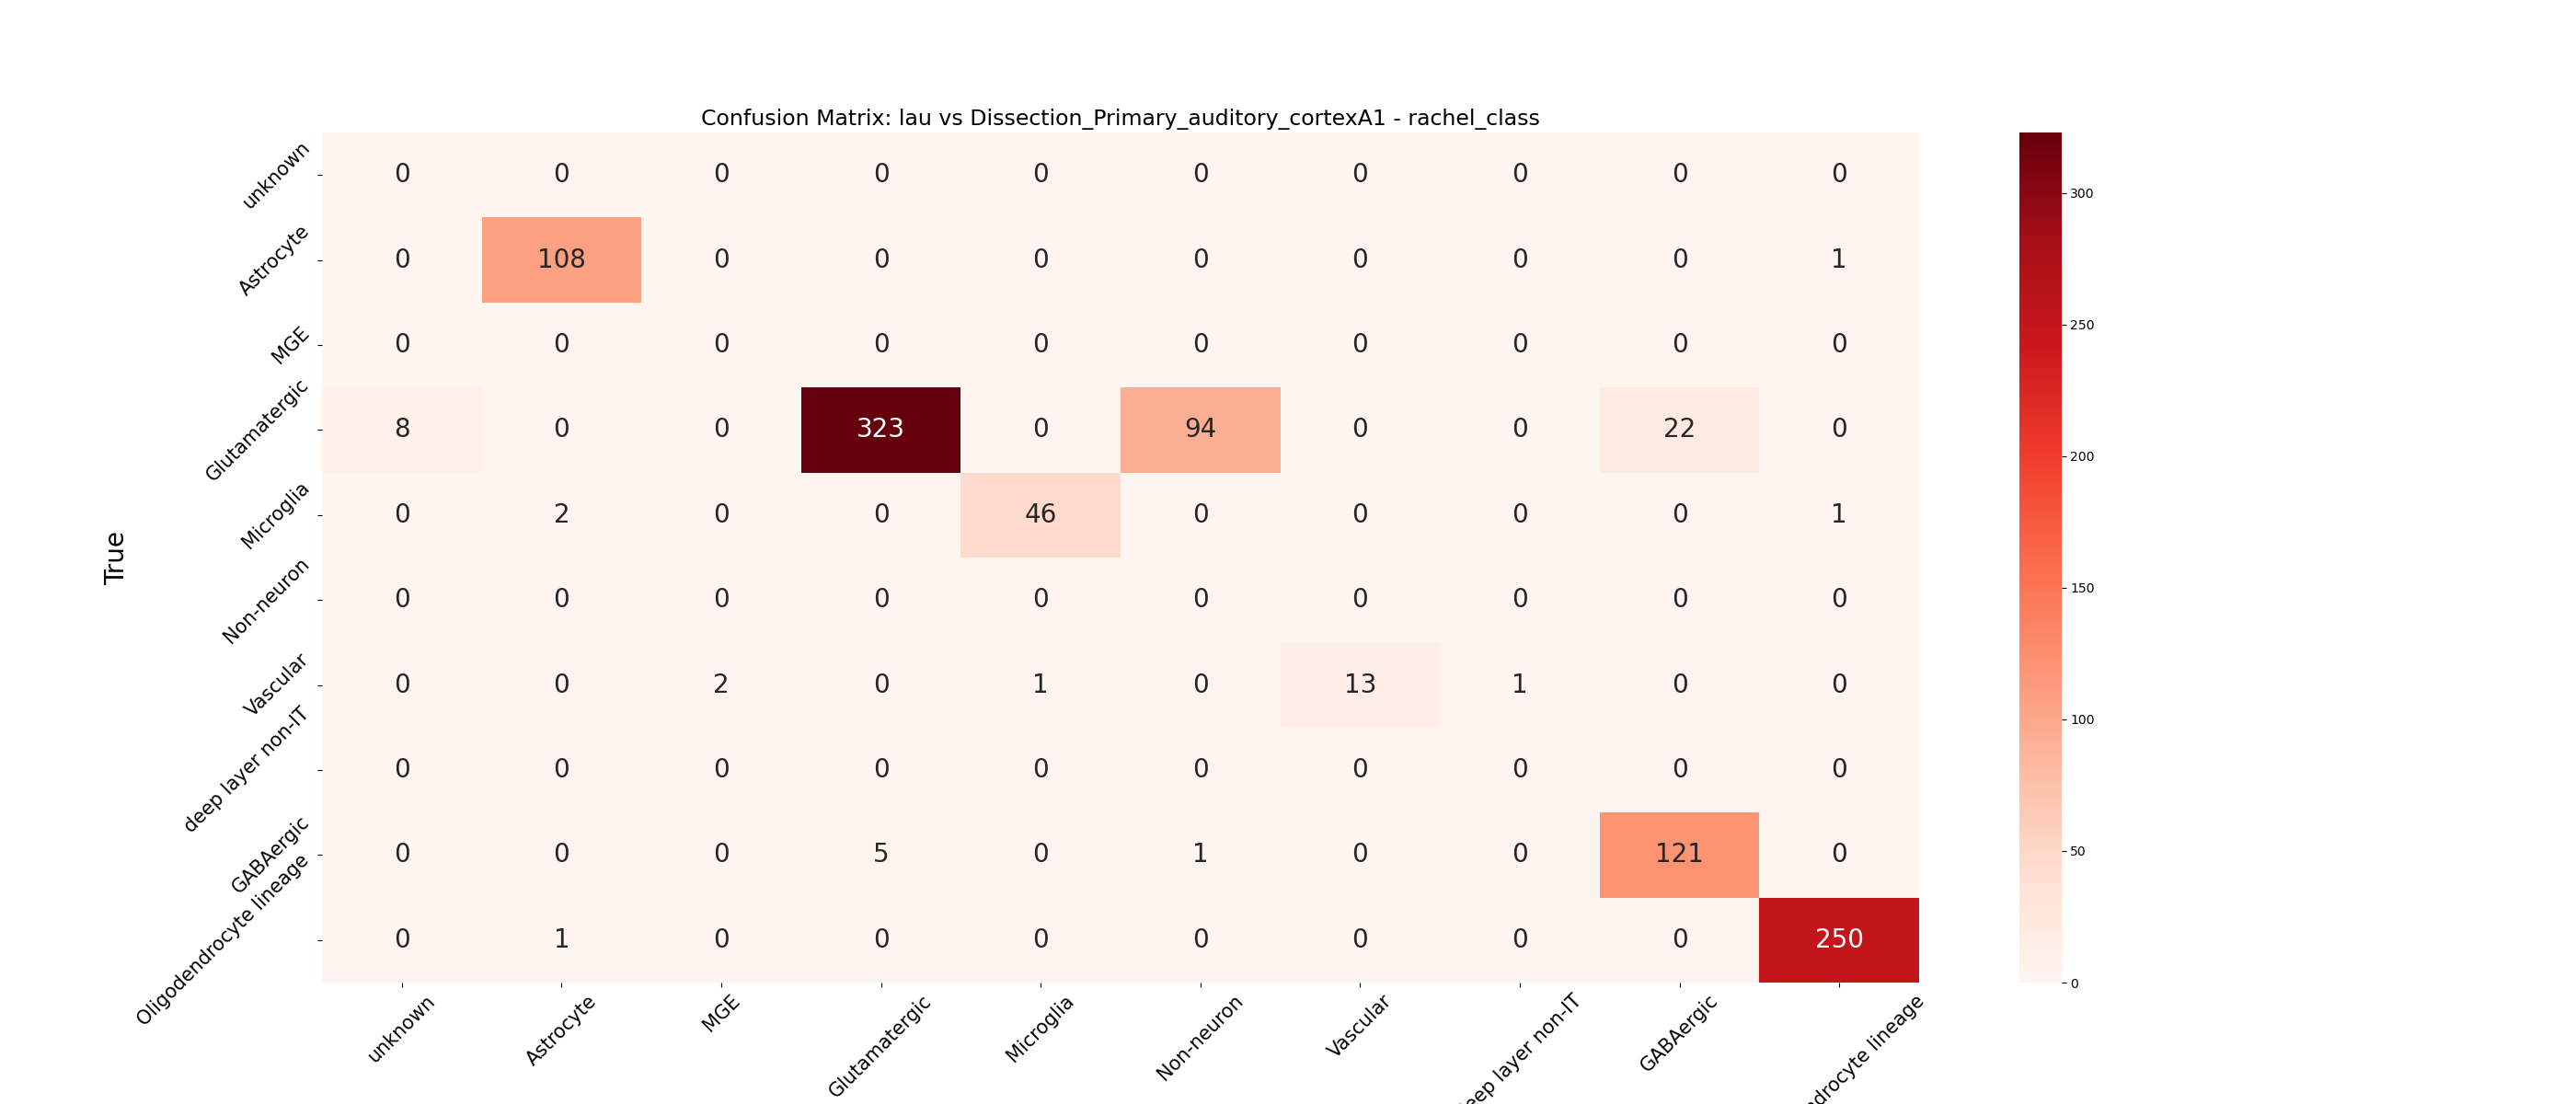 Confusion Matrix: lau vs Dissection_Primary_auditory_cortexA1 - rachel_class
True
unknown 0 0 0 0 0 0 0 0 0 0
Astrocyte 0 108 0 0 0 0 0 0 0 1
MGE 0 0 0 0 0 0 0 0 0 0
Glutamatergic 8 0 0 323 0 94 0 0 22 0
Microglia 0 2 0 0 46 0 0 0 0 1
Non-neuron 0 0 0 0 0 0 0 0 0 0
Vascular 0 0 2 0 1 0 13 1 0 0
deep layer non-IT 0 0 0 0 0 0 0 0 0 0
GABAergic 0 0 0 5 0 1 0 0 121 0
Oligodendrocyte lineage 0 1 0 0 0 0 0 0 0 250
unknown
Astrocyte
MGE
Glutamatergic
Microglia
Non-neuron
Vascular
eep layer non-IT
GABAergic
drocyte lineage
300
250
200
150
100
50
0